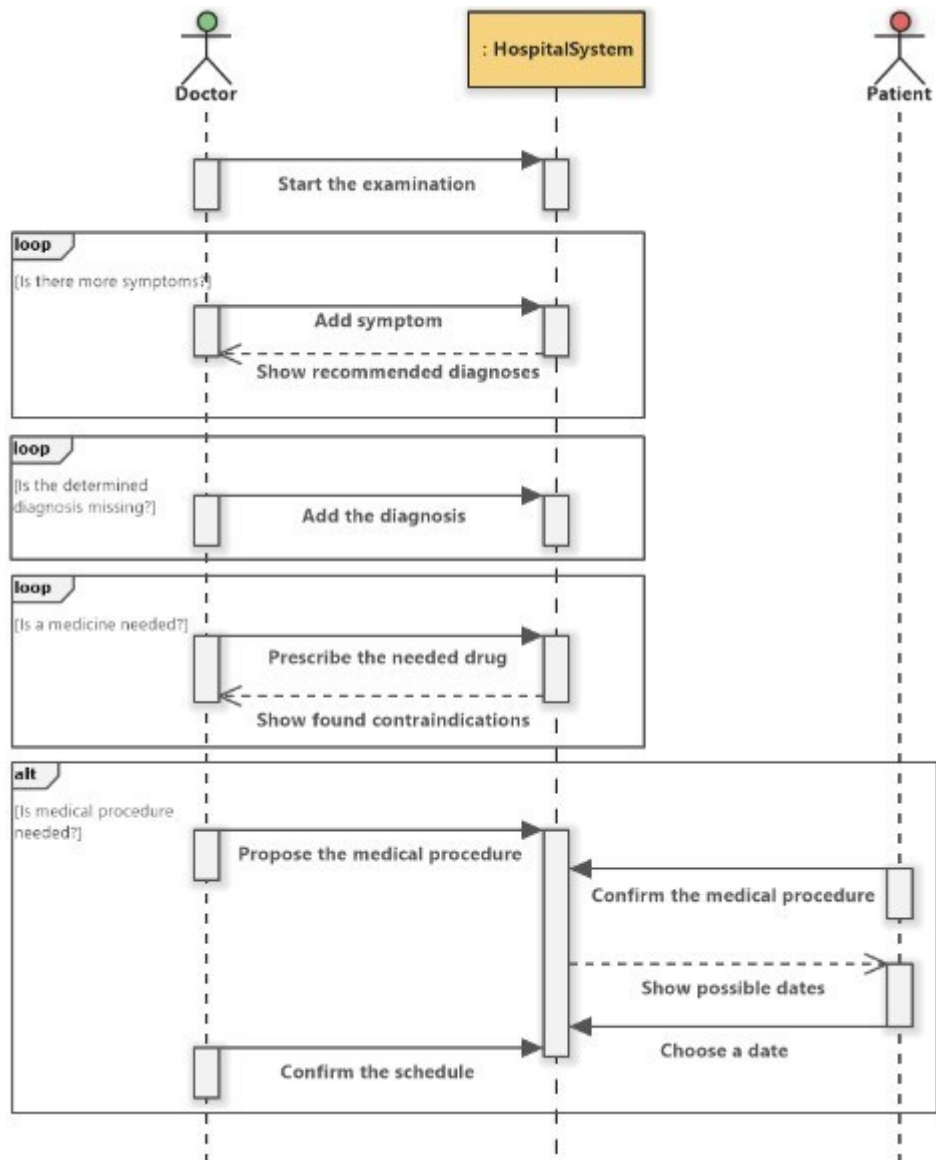 : HospitalSystem
Doctor
Patient
Start the examination
loop
[Is there more symptoms?]
Add symptom
Show recommended diagnoses
loop
[Is the determined
diagnosis missing?]
Add the diagnosis
loop
[Is a medicine needed?]
Prescribe the needed drug
Show found contraindications
alt
[Is medical procedure
needed?]
Propose the medical procedure
Confirm the medical procedure
Show possible dates
Choose a date
Confirm the schedule